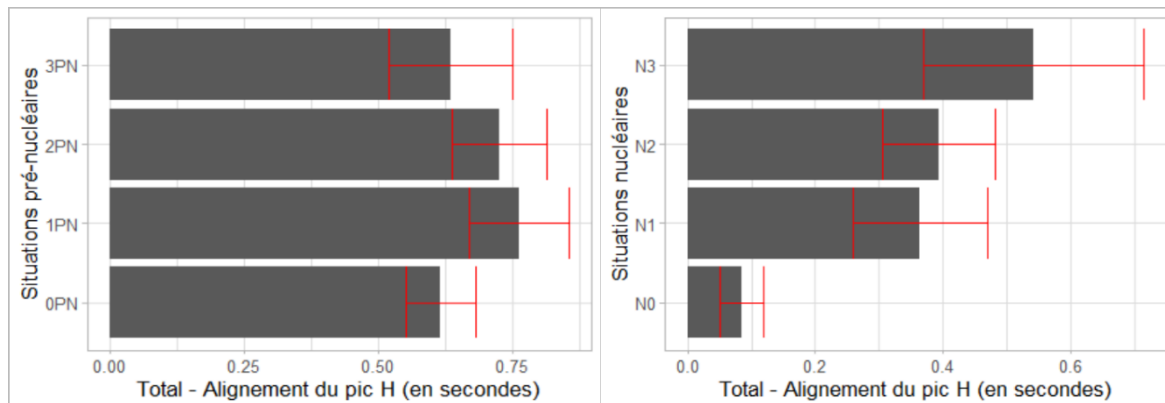 Situations pré-nucléaires
3PN
2PN
1PN
0PN
0.00 0.25 0.50 0.75
Total - Alignement du pic H (en secondes)
Situations nucléaires
N3
N2
N1
N0
0.0 0.2 0.4 0.6
Total - Alignement du pic H (en secondes)